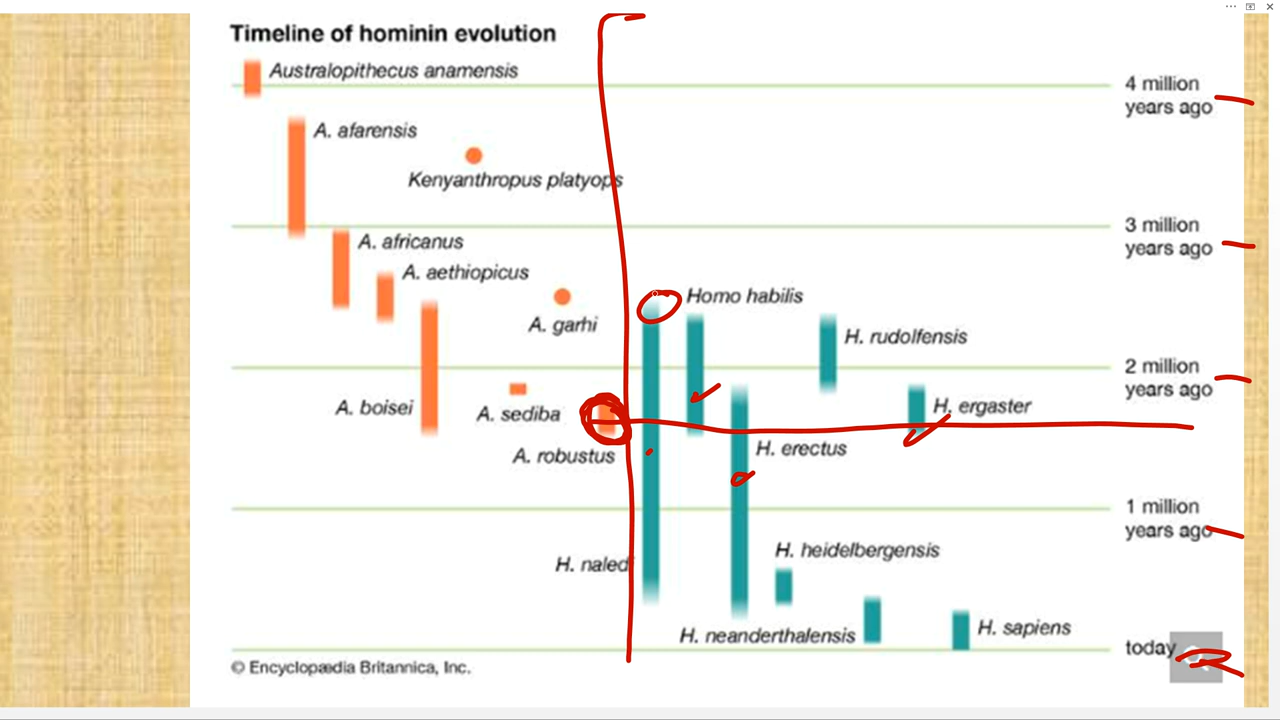 Timeline of hominin evolution
Australopithecus anamensis
4 million
years ago
A. afarensis
Kenyanthropus platyops
3 million
years ago
A. africanus
A. aethiopicus
A. garhi
Homo habilis
H. rudolfensis
2 million
years ago
A. boisei
A. sediba
H. ergaster
A. robustus
H. erectus
1 million
years ago
H. naledi
H. heidelbergensis
H. neanderthalensis
H. sapiens
today
© Encyclopædia Britannica, Inc.